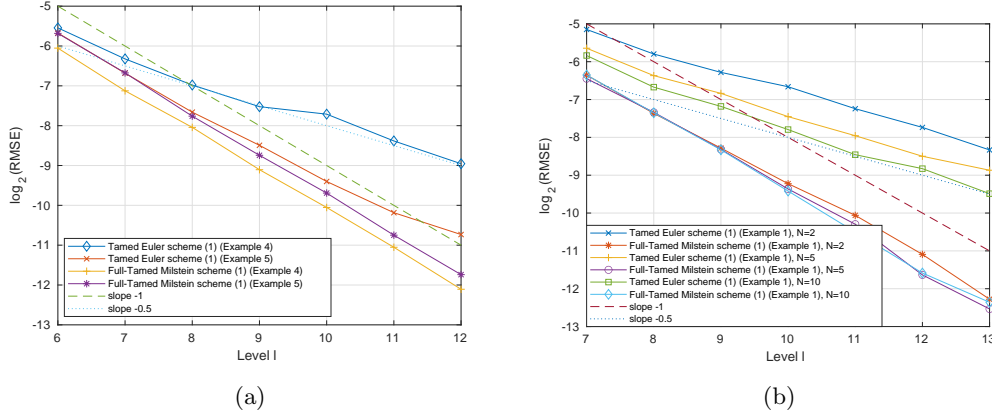 -5
-6
-7
-8
-9
-10
-11
-12
-13
log2(RMSE)
Tamed Euler scheme (1) (Example 4)
Tamed Euler scheme (1) (Example 5)
Full-Tamed Milstein scheme (1) (Example 4)
Full-Tamed Milstein scheme (1) (Example 5)
slope -1
slope -0.5
6 7 8 9 10 11 12
Level l
(a)
-5
-6
-7
-8
-9
-10
-11
-12
-13
log2(RMSE)
Tamed Euler scheme (1) (Example 1), N=2
Full-Tamed Milstein scheme (1) (Example 1), N=2
Tamed Euler scheme (1) (Example 1), N=5
Full-Tamed Milstein scheme (1) (Example 1), N=5
Tamed Euler scheme (1) (Example 1), N=10
Full-Tamed Milstein scheme (1) (Example 1), N=10
slope -1
slope -0.5
7 8 9 10 11 12 13
Level l
(b)